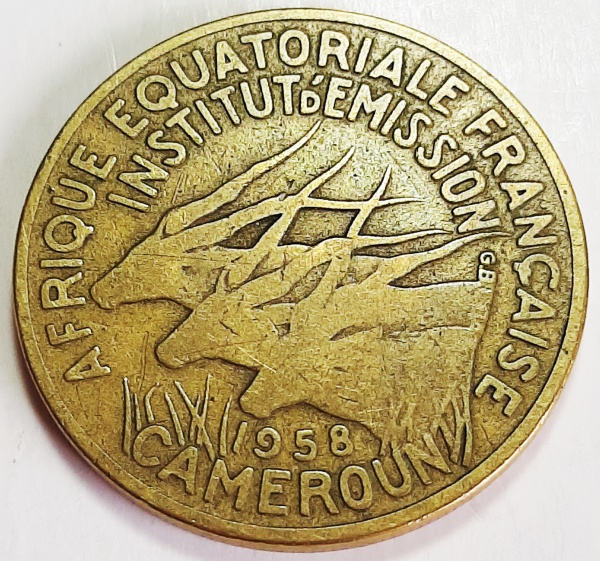 AFRIQUE EQUATORIALE FRANÇAISE
INSTITUT d'EMISSION
G.B
1958
CAMEROUN